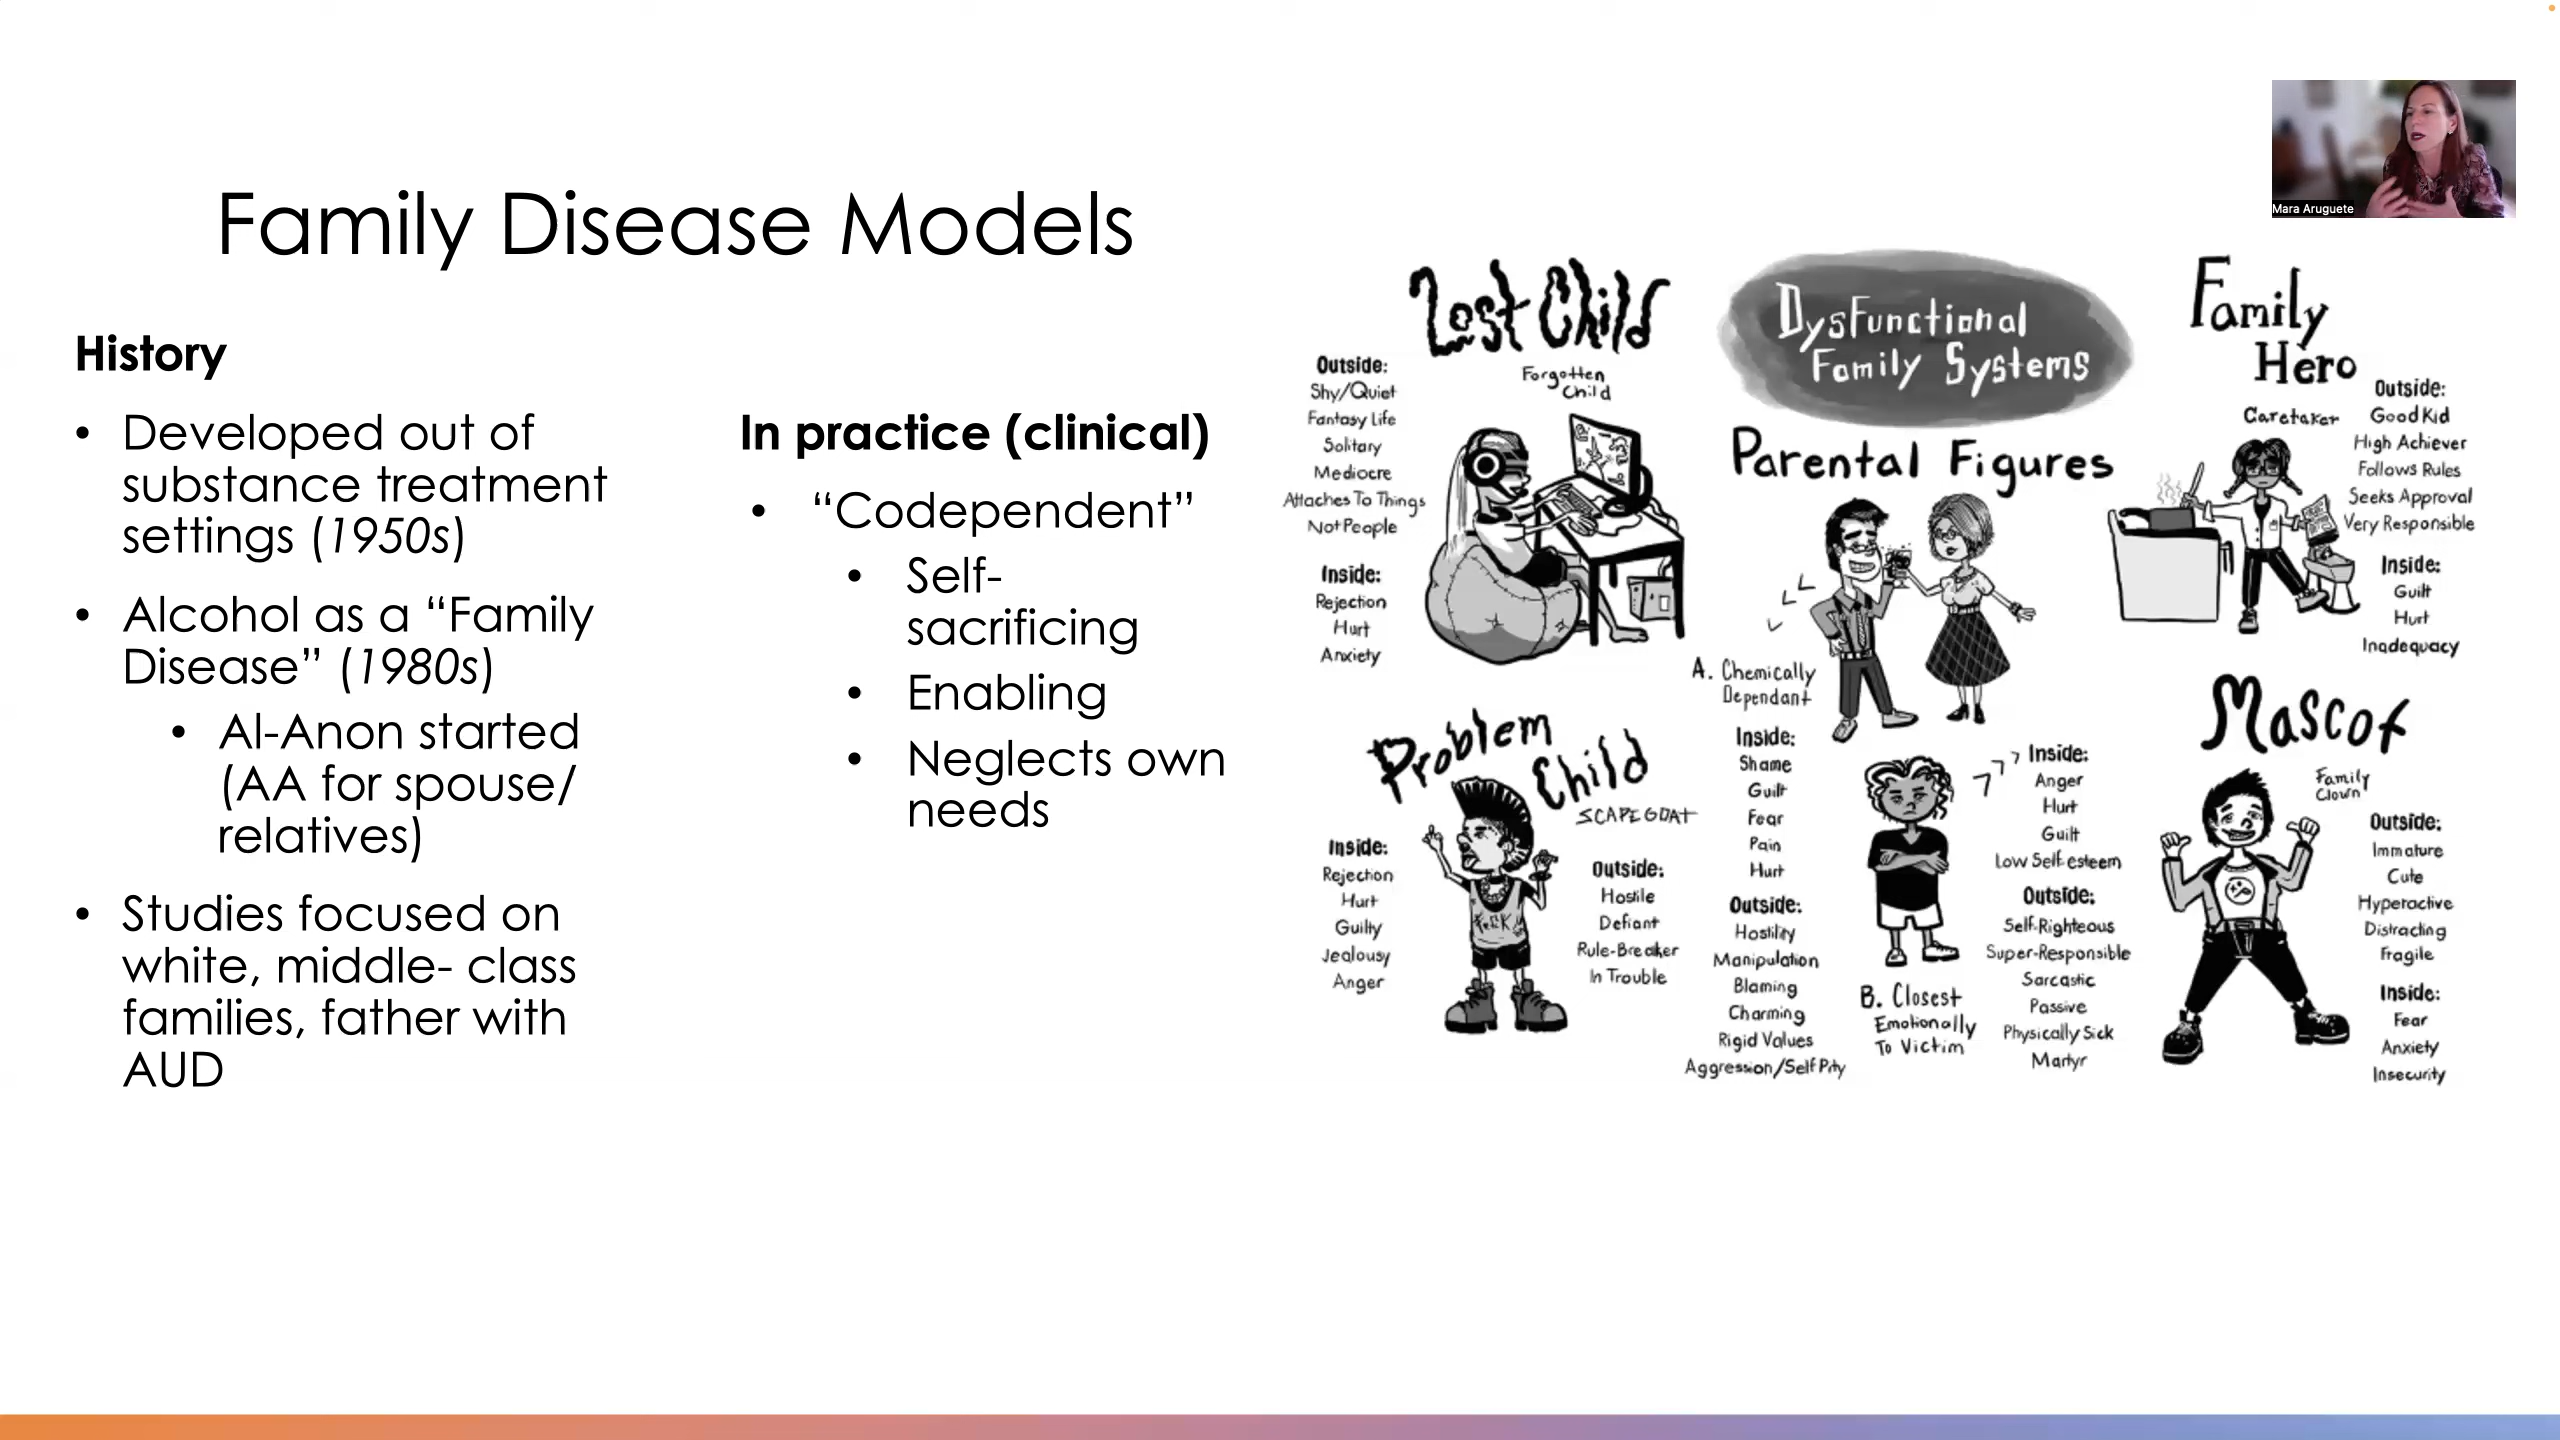 Mara Aruguete
Family Disease Models
History
• Developed out of
substance treatment
settings (1950s)
• Alcohol as a “Family
Disease” (1980s)
• Al-Anon started
(AA for spouse/
relatives)
• Studies focused on
white, middle- class
families, father with
AUD
In practice (clinical)
• “Codependent”
• Self-
sacrificing
• Enabling
• Neglects own
needs
Lost Child
Forgotten
Child
Outside:
Shy/Quiet
Fantasy Life
Solitary
Mediocre
Attaches To Things
Not People
Inside:
Rejection
Hurt
Anxiety
Dysfunctional
Family Systems
Parental Figures
A. Chemically
Dependant
Inside:
Shame
Guilt
Fear
Pain
Hurt
Outside:
Hostility
Manipulation
Blaming
Charming
Rigid Values
Aggression/Self Pity
B. Closest
Emotionally
To Victim
Inside:
Anger
Hurt
Guilt
Low Self-esteem
Outside:
Self-Righteous
Super-Responsible
Sarcastic
Passive
Physically Sick
Martyr
Family
Hero
Caretaker
Outside:
Good Kid
High Achiever
Follows Rules
Seeks Approval
Very Responsible
Inside:
Guilt
Hurt
Inadequacy
Problem
Child
SCAPEGOAT
Inside:
Rejection
Hurt
Guilty
Jealousy
Anger
Outside:
Hostile
Defiant
Rule-Breaker
In Trouble
Mascot
Family
Clown
Outside:
Immature
Cute
Hyperactive
Distracting
Fragile
Inside:
Fear
Anxiety
Insecurity